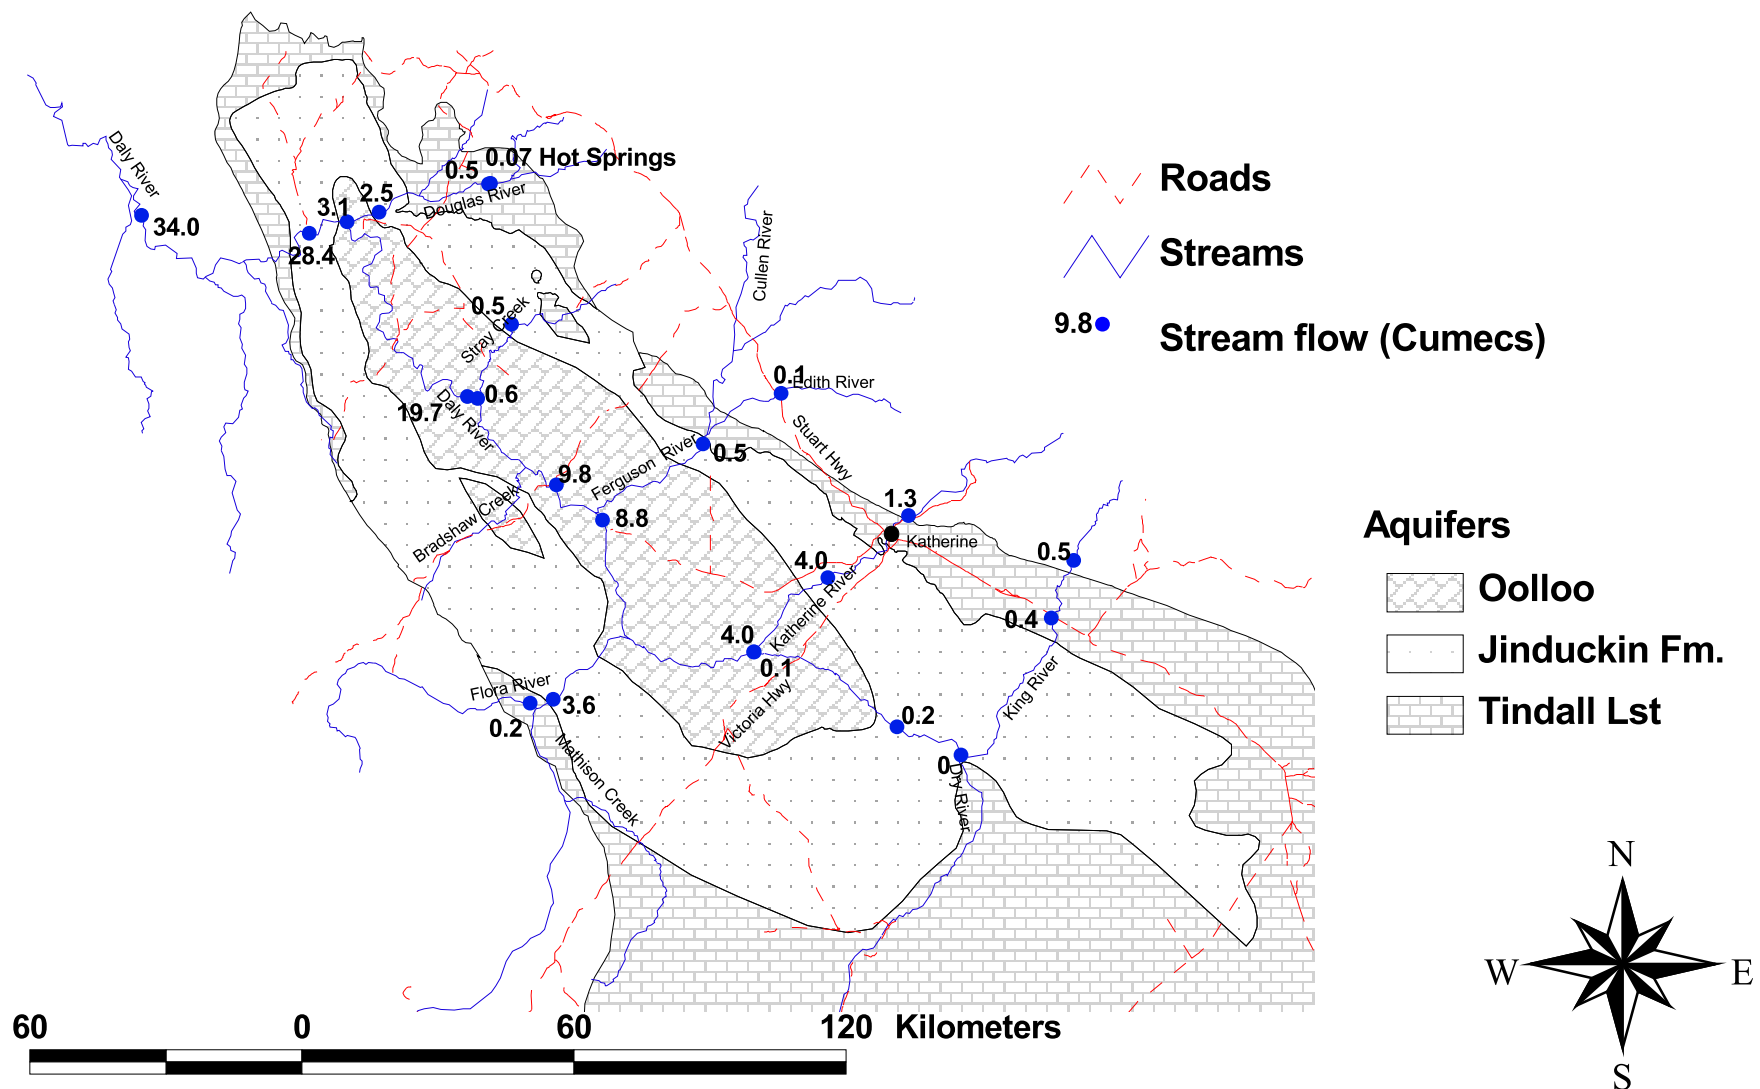 Daly River
34.0
0.07 Hot Springs
0.5
Douglas River
2.5
3.1
28.4
Cullen River
0.5
Stray Creek
0.6
19.7
Daly River
0.1
Edith River
Stuart Hwy
0.5
Ferguson River
9.8
8.8
Bradshaw Creek
1.3
Katherine
0.5
0.4
4.0
Katherine River
4.0
0.1
Victoria Hwy
King River
Flora River
3.6
0.2
Mathison Creek
0.2
0
Dry River
Roads
Streams
9.8
Stream flow (Cumecs)
Aquifers
Oolloo
Jinduckin Fm.
Tindall Lst
N
W
E
S
60 0 60 120 Kilometers